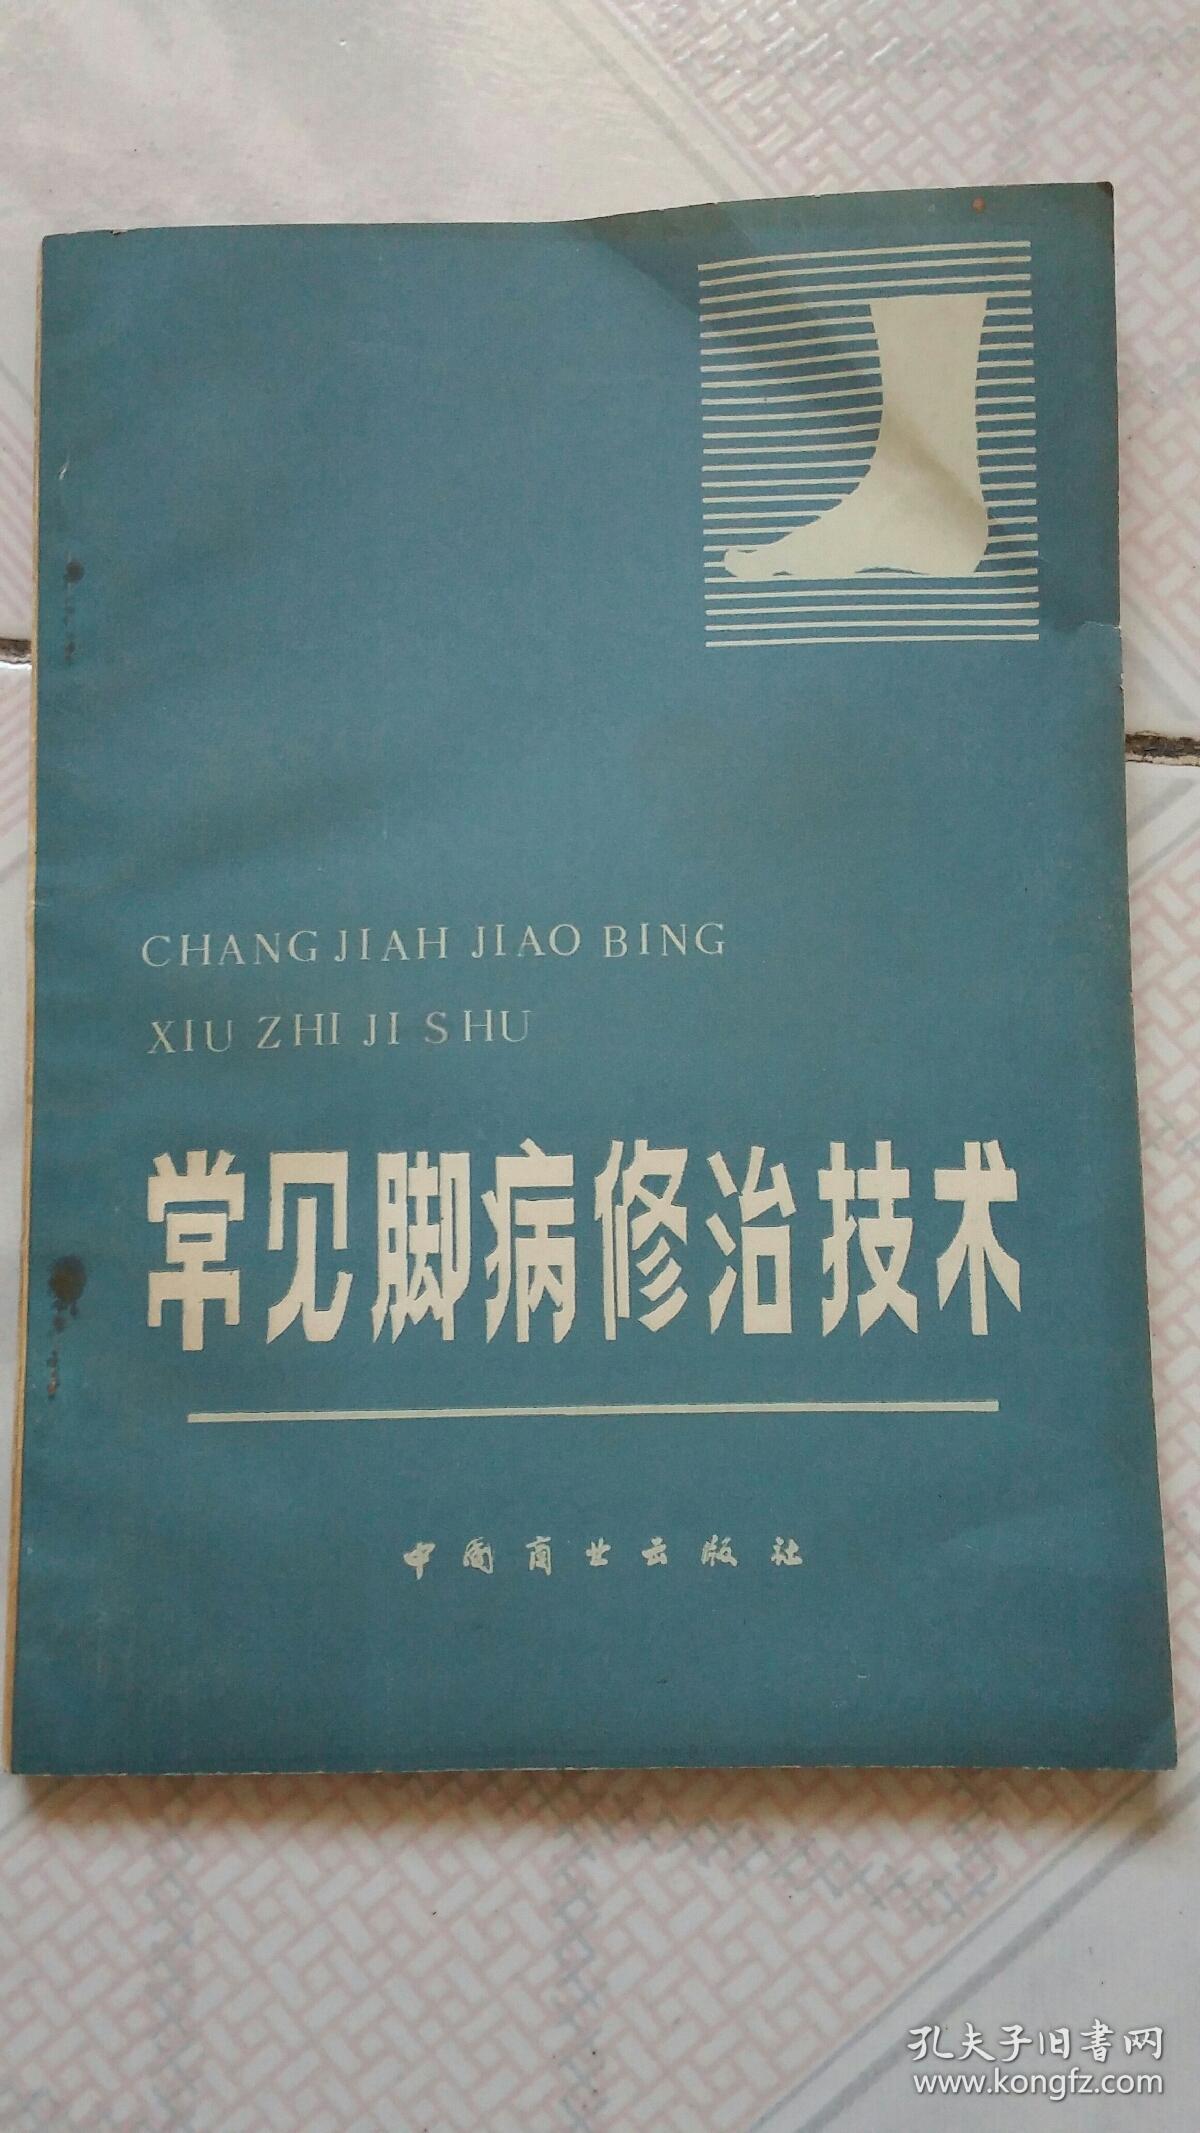 CHANG JIAH JIAO BING
XIU ZHI JI SHU
常见脚病修治技术
中国商业出版社
孔夫子旧书网
www.kongfz.com